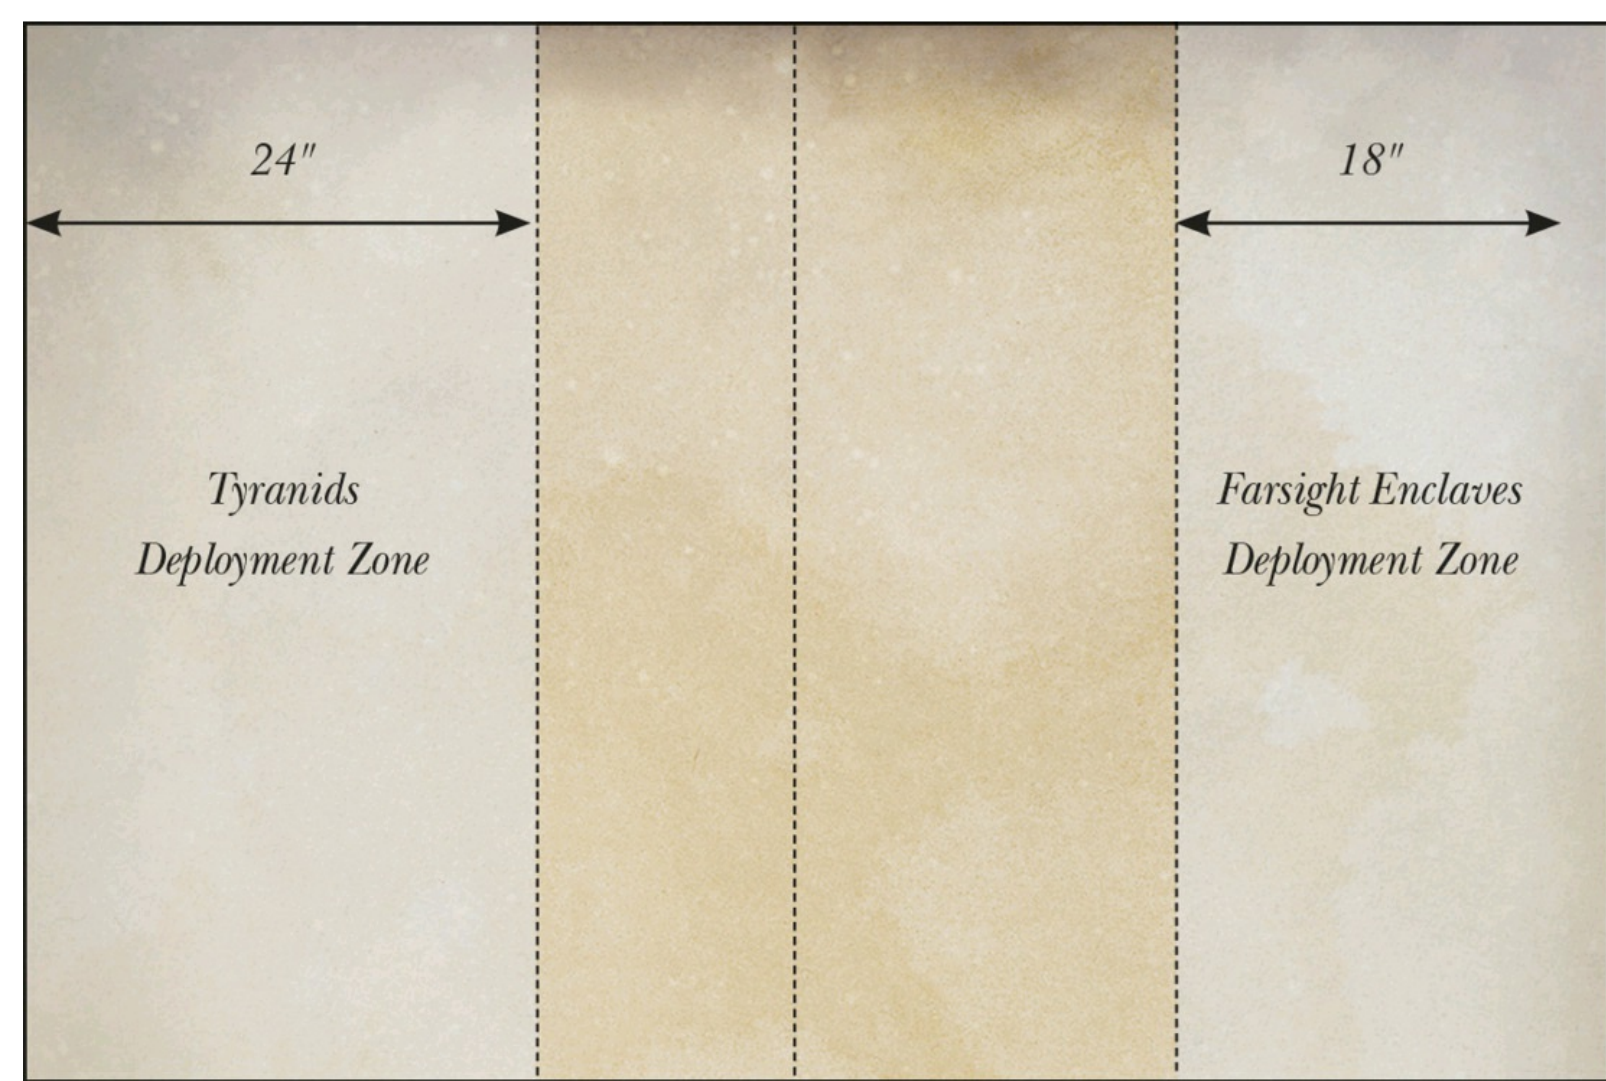 24"
18"
Tyranids
Deployment Zone
Farsight Enclaves
Deployment Zone